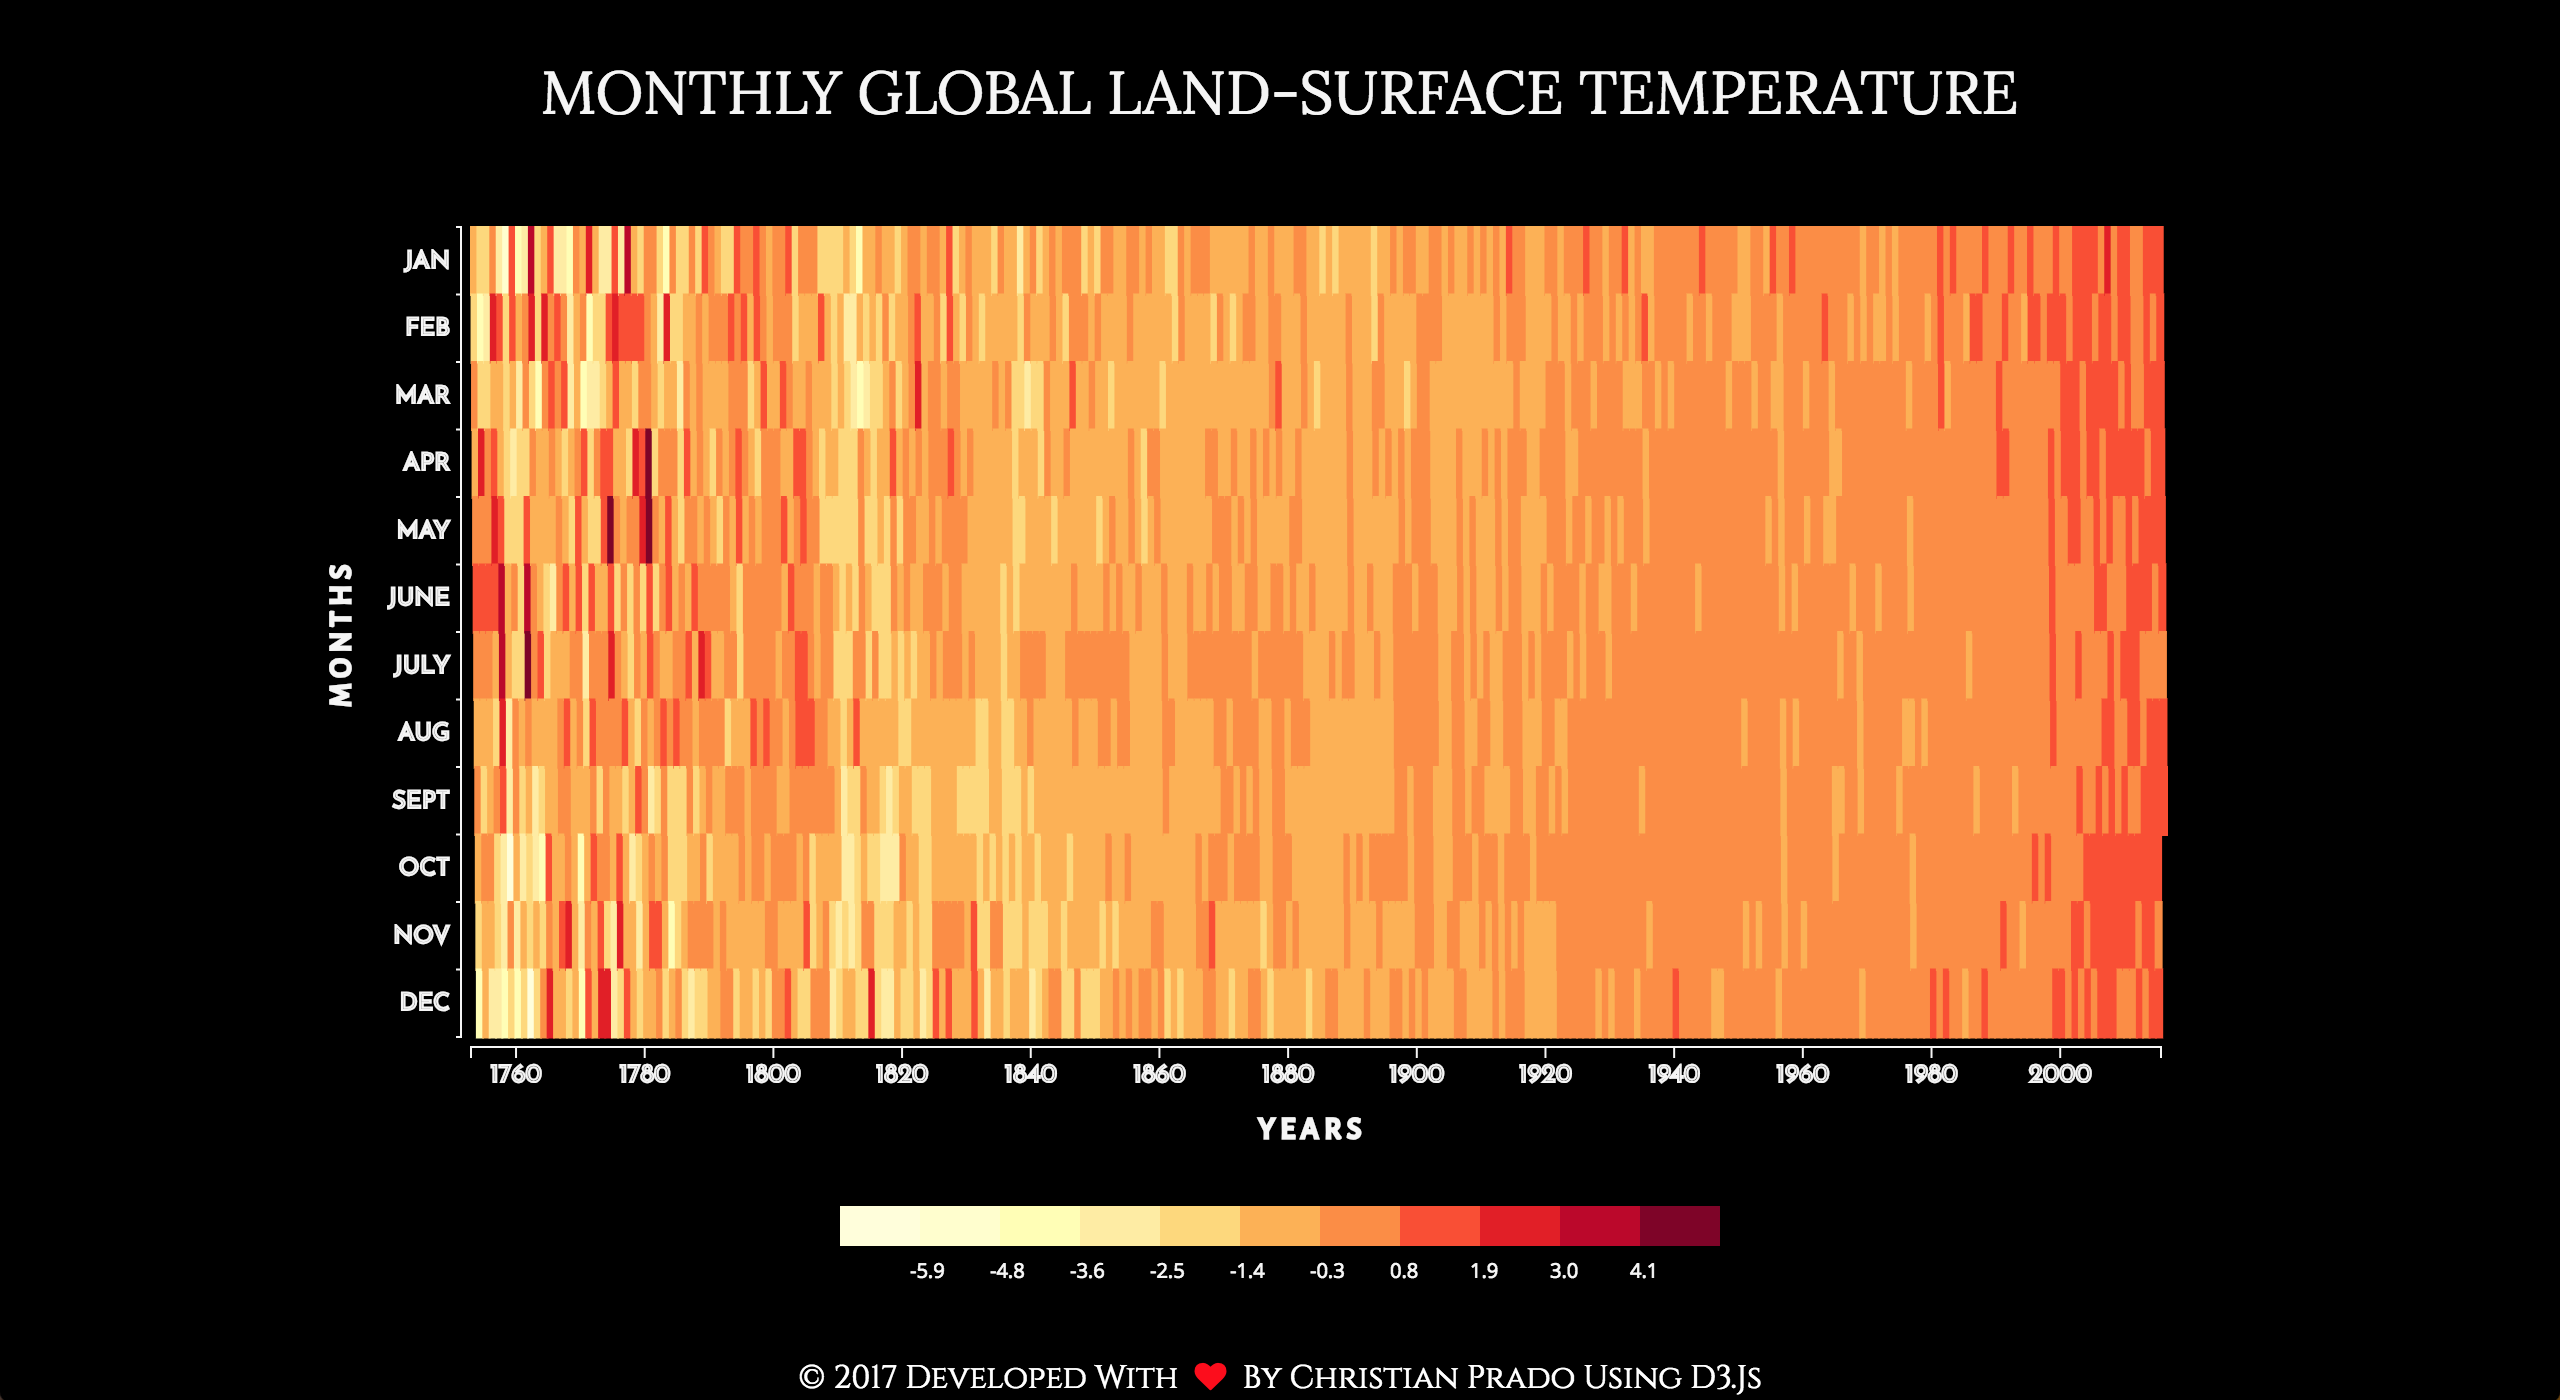 MONTHLY GLOBAL LAND-SURFACE TEMPERATURE
MONTHS
JAN
FEB
MAR
APR
MAY
JUNE
JULY
AUG
SEPT
OCT
NOV
DEC
1760 1780 1800 1820 1840 1860 1880 1900 1920 1940 1960 1980 2000
YEARS
-5.9 -4.8 -3.6 -2.5 -1.4 -0.3 0.8 1.9 3.0 4.1
© 2017 Developed With ❤ By Christian Prado Using D3.Js